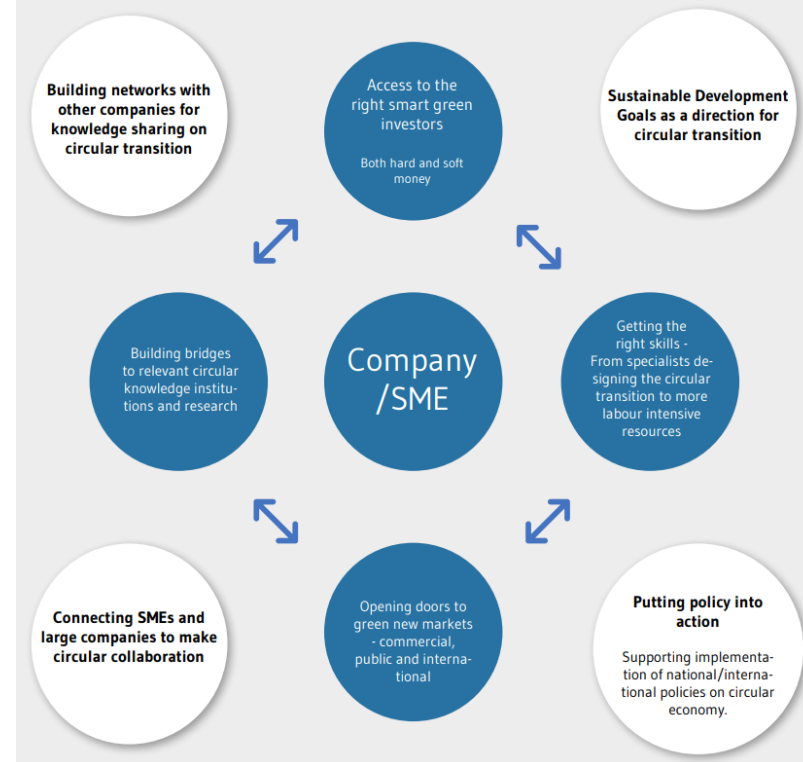 Building networks with
other companies for
knowledge sharing on
circular transition
Access to the
right smart green
investors
Both hard and soft
money
Sustainable Development
Goals as a direction for
circular transition
Building bridges
to relevant circular
knowledge institu-
tions and research
Company
/SME
Getting the
right skills -
From specialists de-
signing the circular
transition to more
labour intensive
resources
Connecting SMEs and
large companies to make
circular collaboration
Opening doors to
green new markets
- commercial,
public and interna-
tional
Putting policy into
action
Supporting implementa-
tion of national/interna-
tional policies on circular
economy.